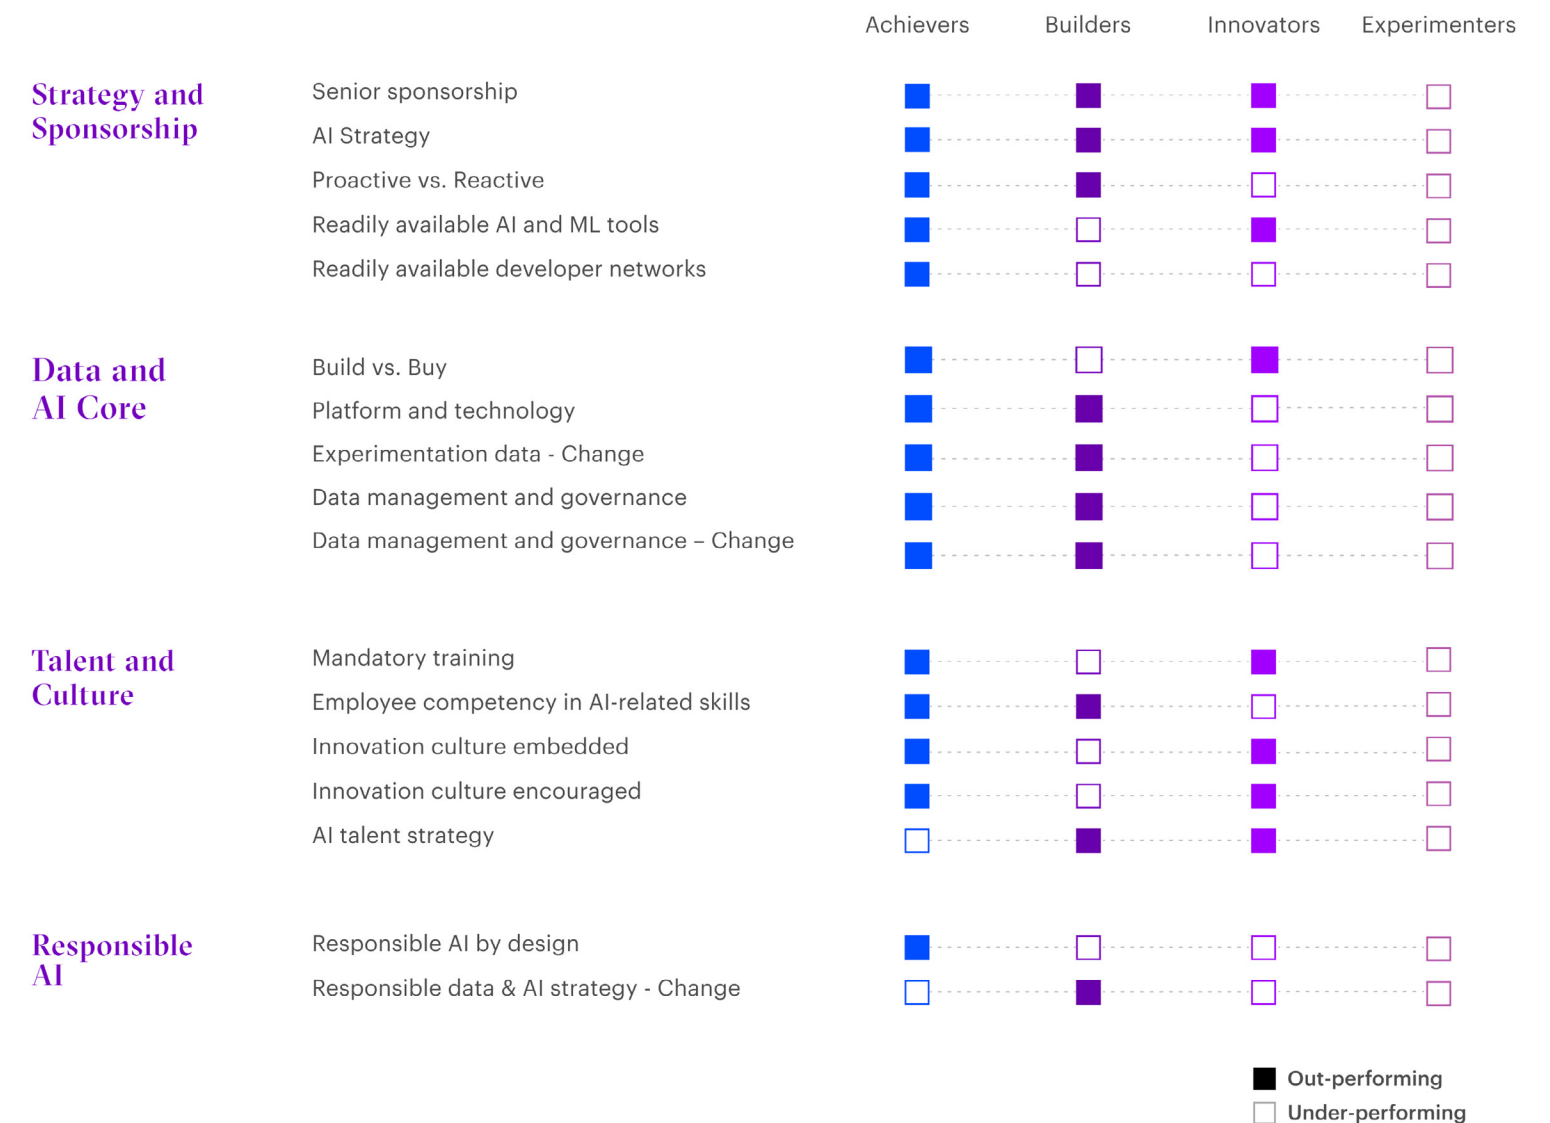 Achievers Builders Innovators Experimenters
Strategy and
Sponsorship
Senior sponsorship
AI Strategy
Proactive vs. Reactive
Readily available AI and ML tools
Readily available developer networks
Data and
AI Core
Build vs. Buy
Platform and technology
Experimentation data - Change
Data management and governance
Data management and governance – Change
Talent and
Culture
Mandatory training
Employee competency in AI-related skills
Innovation culture embedded
Innovation culture encouraged
AI talent strategy
Responsible
AI
Responsible AI by design
Responsible data & AI strategy - Change
Out-performing
Under-performing